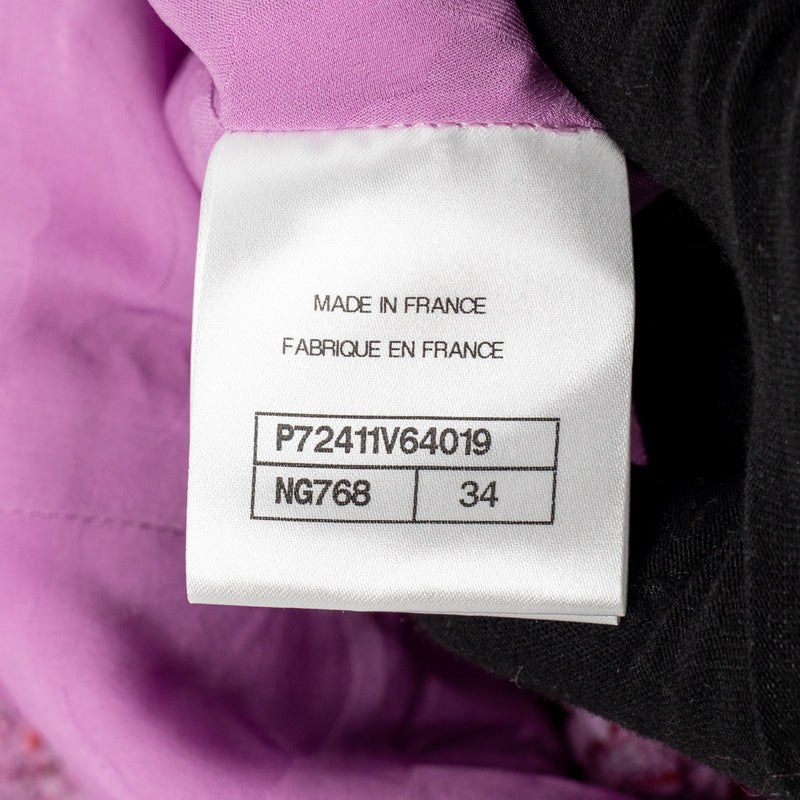 MADE IN FRANCE
FABRIQUE EN FRANCE
P72411V64019
NG768 34